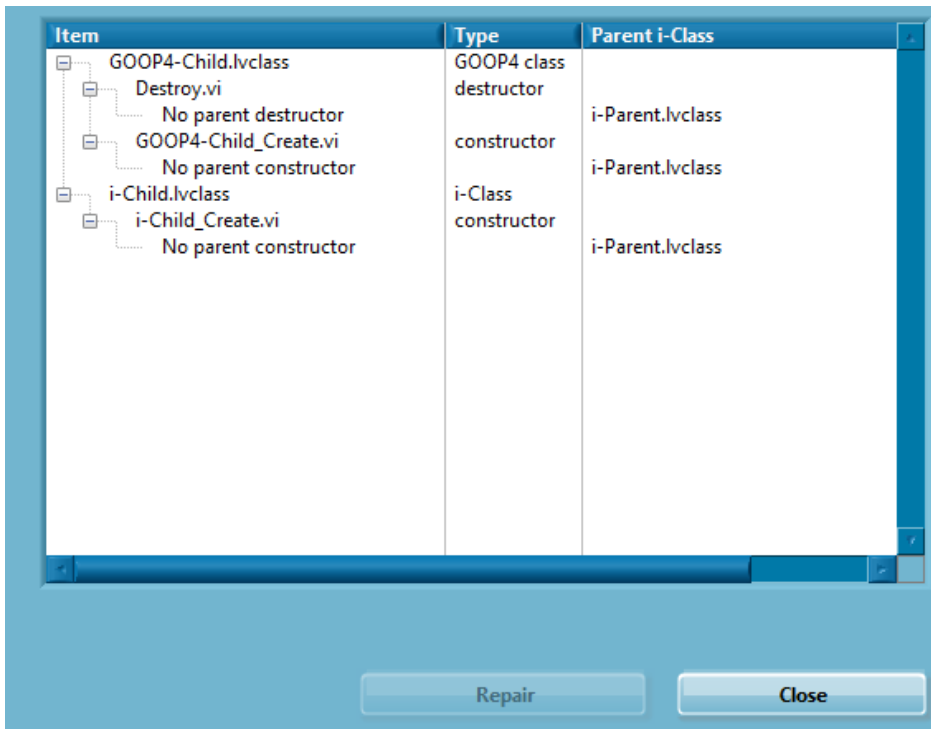 Item Type Parent i-Class
GOOP4-Child.lvclass GOOP4 class
Destroy.vi destructor
No parent destructor i-Parent.lvclass
GOOP4-Child_Create.vi constructor
No parent constructor i-Parent.lvclass
i-Child.lvclass i-Class
i-Child_Create.vi constructor
No parent constructor i-Parent.lvclass
Repair Close